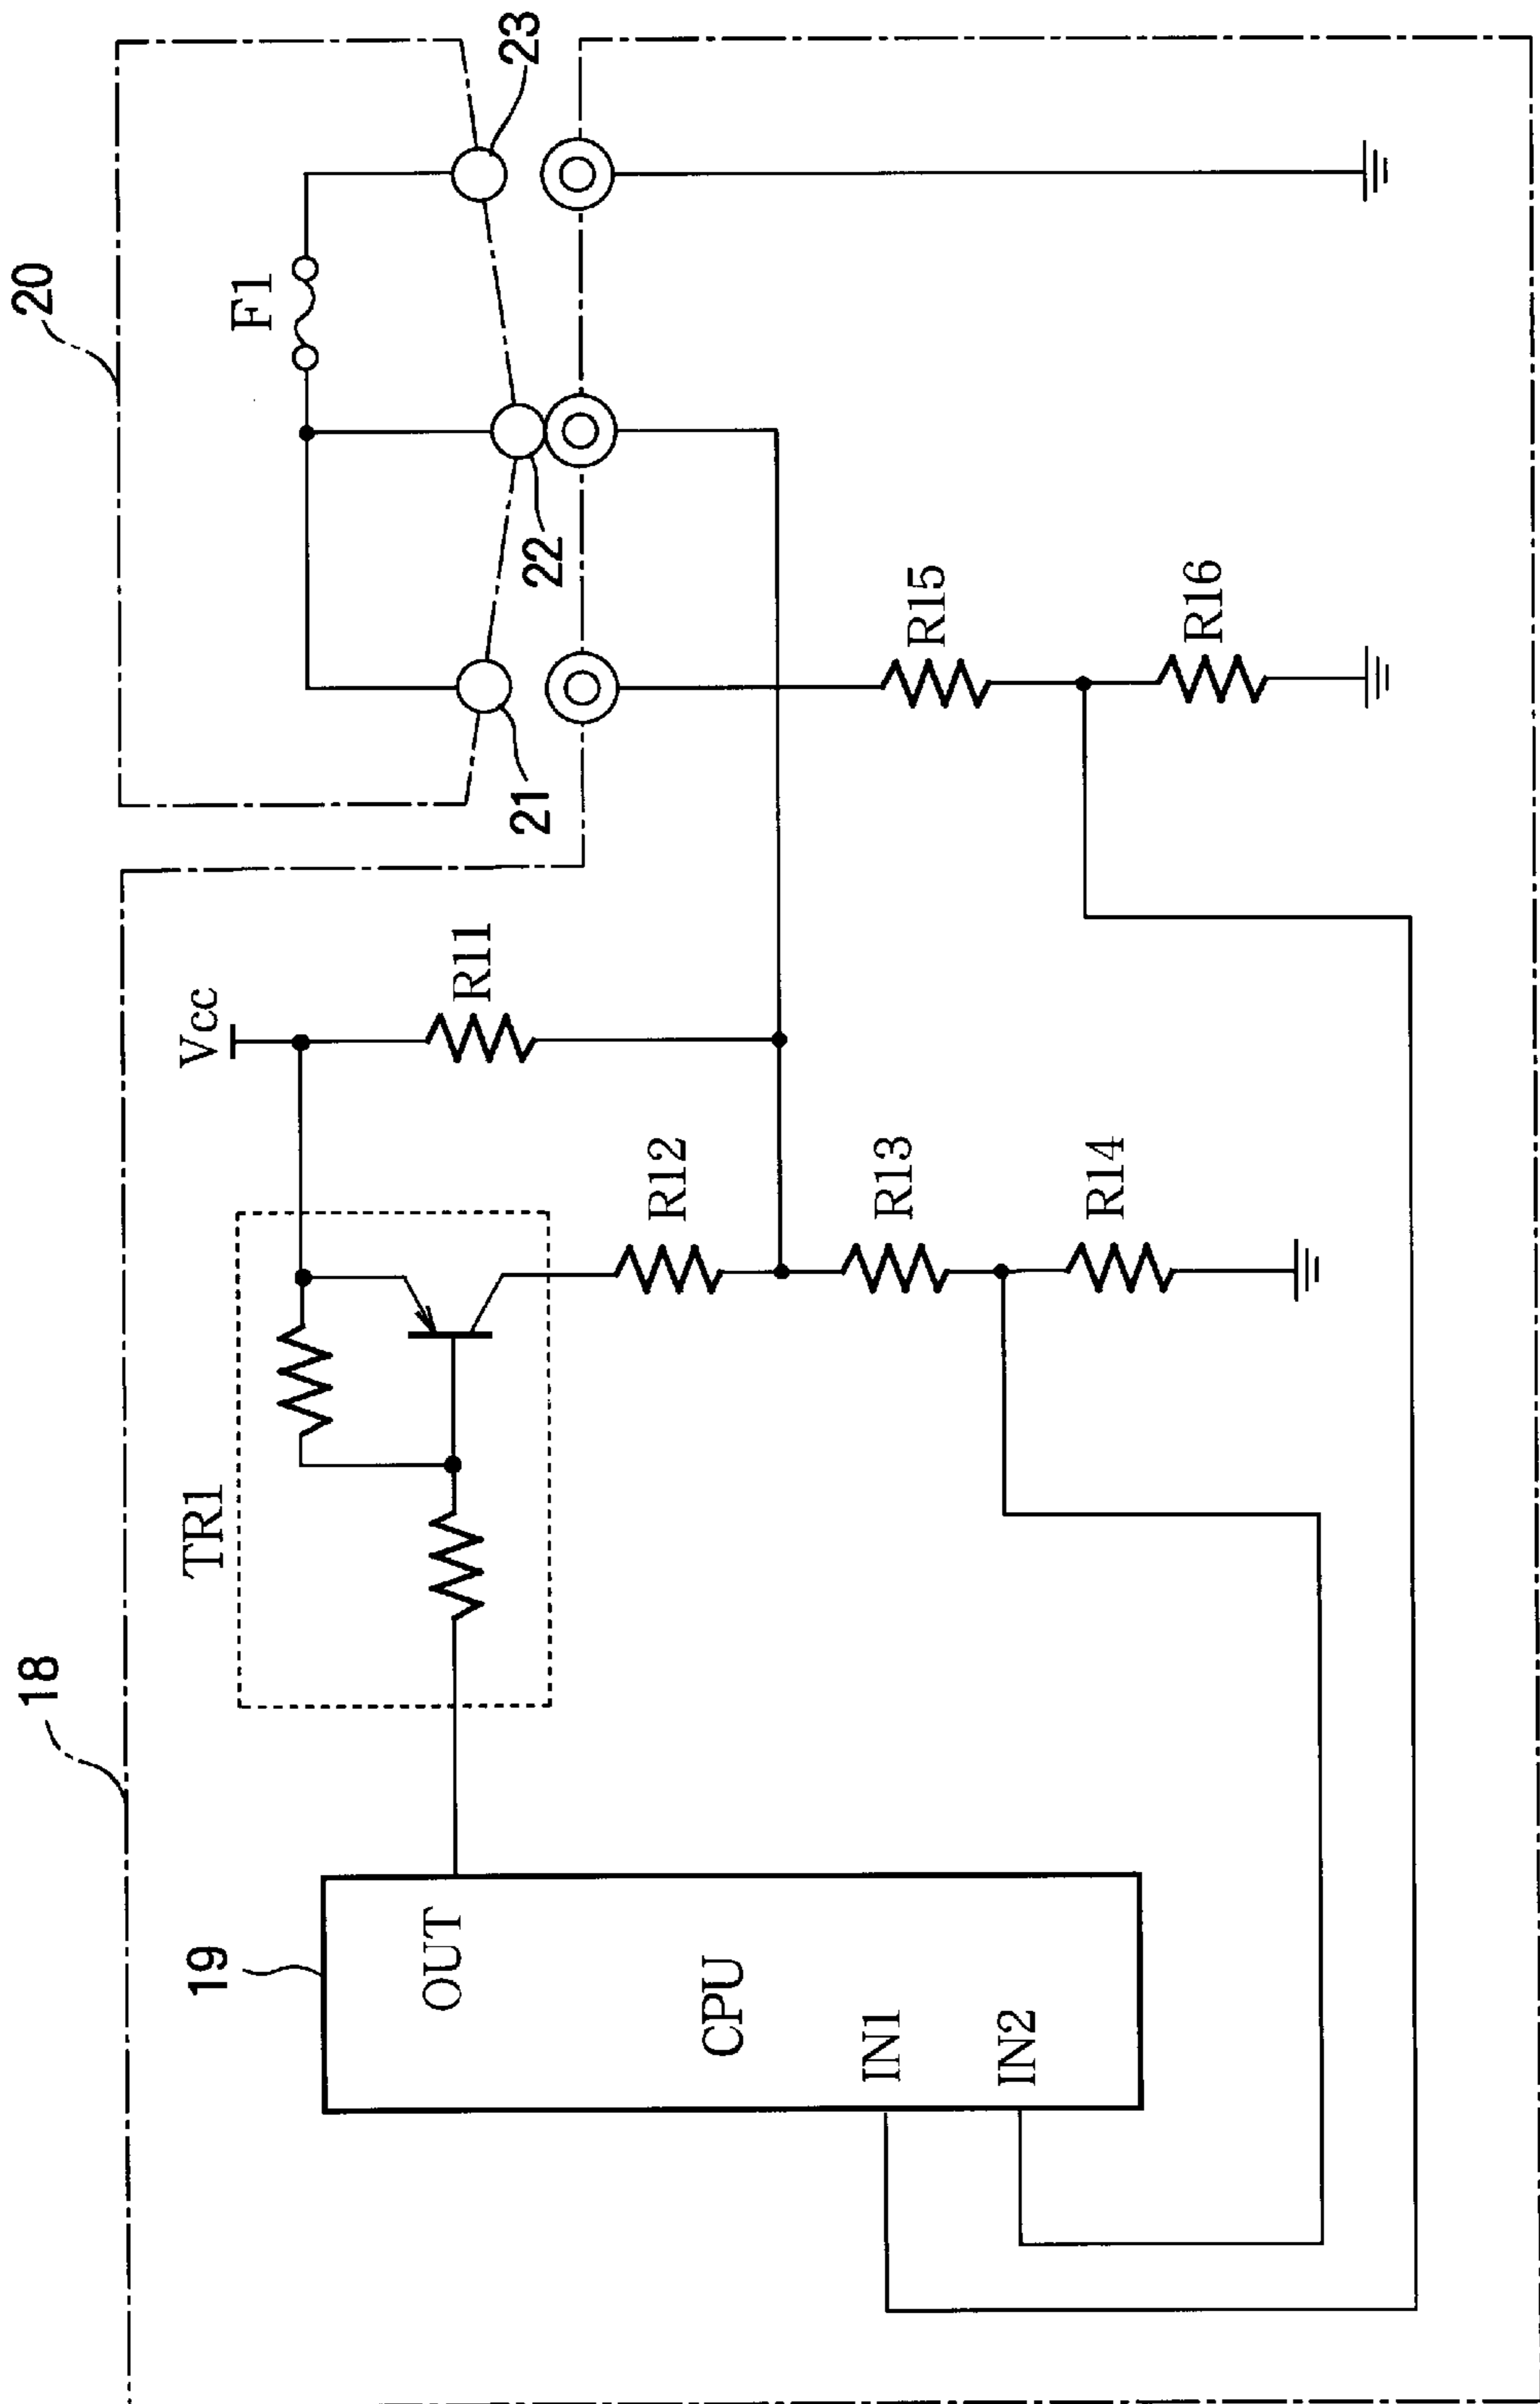 20
23
F1
22
21
18
Vcc
R11
TR1
R12
R13
R14
R15
R16
19
OUT
CPU
IN1
IN2